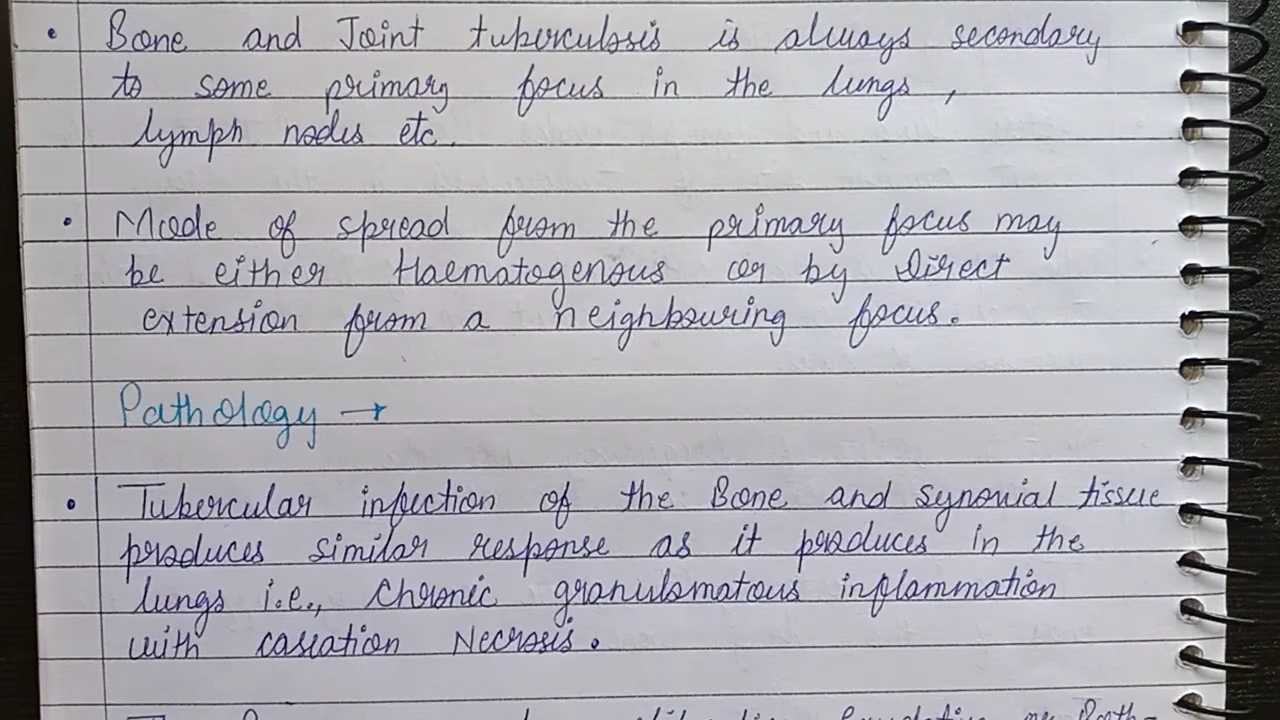 • Bone and Joint tuberculosis is always secondary
to some primary focus in the lungs,
lymph nodes etc.
• Mode of spread from the primary focus may
be either Haematogenous or by Direct
extension from a neighbouring focus.
Pathology →
• Tubercular infection of the Bone and synovial tissue
produces similar response as it produces in the
lungs i.e., Chronic granulomatous inflammation
with casation Necrosis.